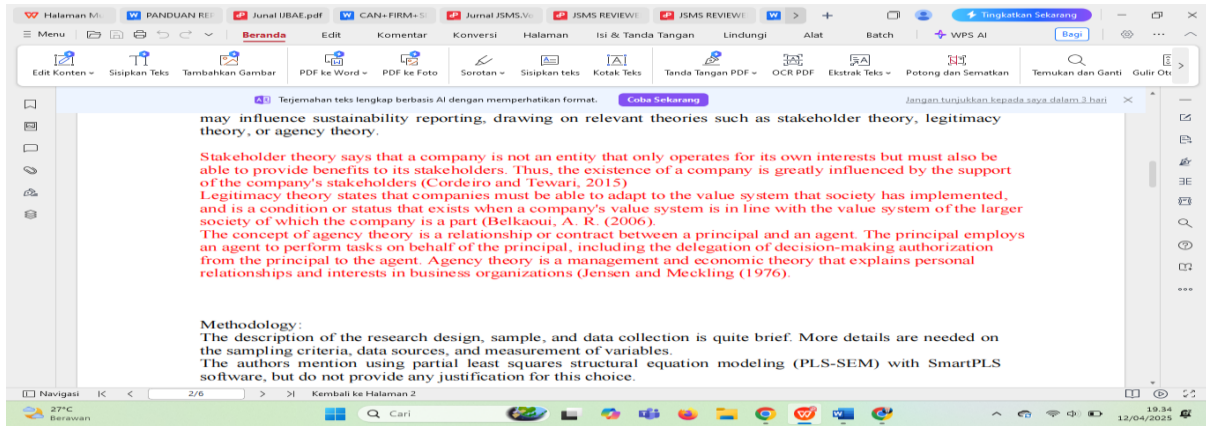 Halaman M
PANDUAN RE
Junal IJBAE.pdf
CAN+FIRM+S
Jurnal JSMS.V
JSMS REVIEWE
JSMS REVIEWE
Tingkatkan Sekarang
Menu
Beranda
Edit
Komentar
Konversi
Halaman
Isi & Tanda Tangan
Lindungi
Alat
Batch
WPS AI
Bagi
Edit Konten
Sisipkan Teks
Tambahkan Gambar
PDF ke Word
PDF ke Foto
Sorotan
Sisipkan teks
Kotak Teks
Tanda Tangan PDF
OCR PDF
Ekstrak Teks
Potong dan Sematkan
Temukan dan Ganti
Gulir Oto
Terjemahan teks lengkap berbasis AI dengan memperhatikan format.
Coba Sekarang
Jangan tunjukkan kepada saya dalam 3 hari
may influence sustainability reporting, drawing on relevant theories such as stakeholder theory, legitimacy
theory, or agency theory.
Stakeholder theory says that a company is not an entity that only operates for its own interests but must also be
able to provide benefits to its stakeholders. Thus, the existence of a company is greatly influenced by the support
of the company's stakeholders (Cordeiro and Tewari, 2015)
Legitimacy theory states that companies must be able to adapt to the value system that society has implemented,
and is a condition or status that exists when a company's value system is in line with the value system of the larger
society of which the company is a part (Belkaoui, A. R. (2006).
The concept of agency theory is a relationship or contract between a principal and an agent. The principal employs
an agent to perform tasks on behalf of the principal, including the delegation of decision-making authorization
from the principal to the agent. Agency theory is a management and economic theory that explains personal
relationships and interests in business organizations (Jensen and Meckling (1976).
Methodology:
The description of the research design, sample, and data collection is quite brief. More details are needed on
the sampling criteria, data sources, and measurement of variables.
The authors mention using partial least squares structural equation modeling (PLS-SEM) with SmartPLS
software, but do not provide any justification for this choice.
Navigasi
2/6
Kembali ke Halaman 2
27°C
Berawan
Cari
19.34
12/04/2025